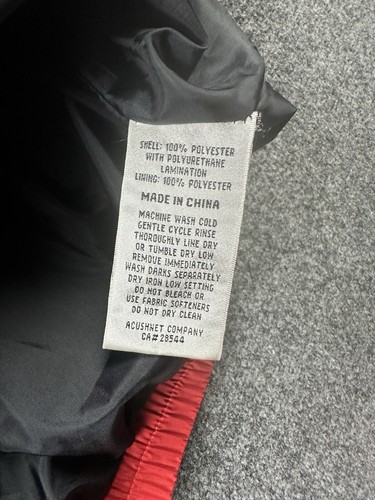 SHELL: 100% POLYESTER
WITH POLYURETHANE
LAMINATION
LINING: 100% POLYESTER
MADE IN CHINA
MACHINE WASH COLD
GENTLE CYCLE RINSE
THOROUGHLY LINE DRY
OR TUMBLE DRY LOW
REMOVE IMMEDIATELY
WASH DARKS SEPARATELY
DRY IRON LOW SETTING
DO NOT BLEACH OR
USE FABRIC SOFTENERS
DO NOT DRY CLEAN
ACUSHNET COMPANY
CA# 28544